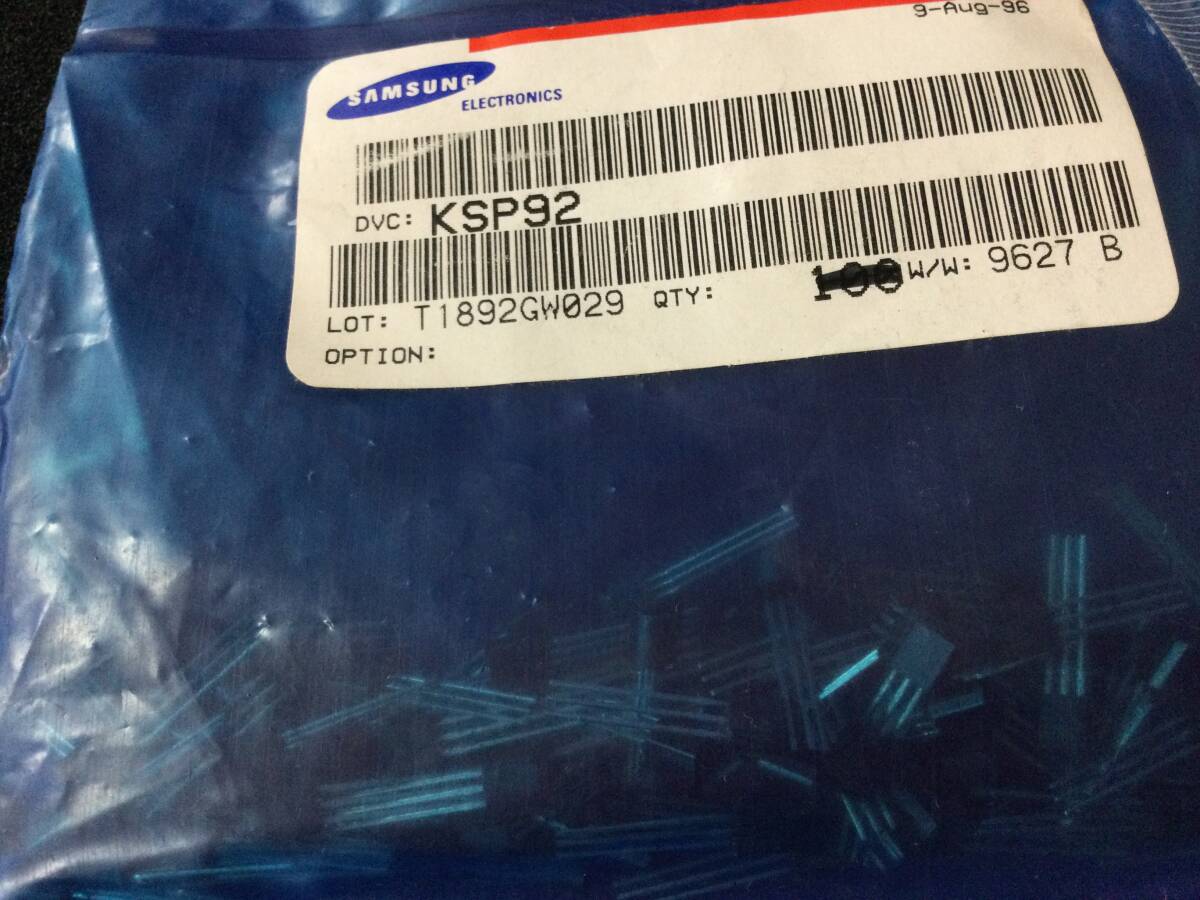 9-Aug-96
SAMSUNG
ELECTRONICS
DVC: KSP92
LOT: T1892GW029 QTY: 100 W/W: 9627 B
OPTION: